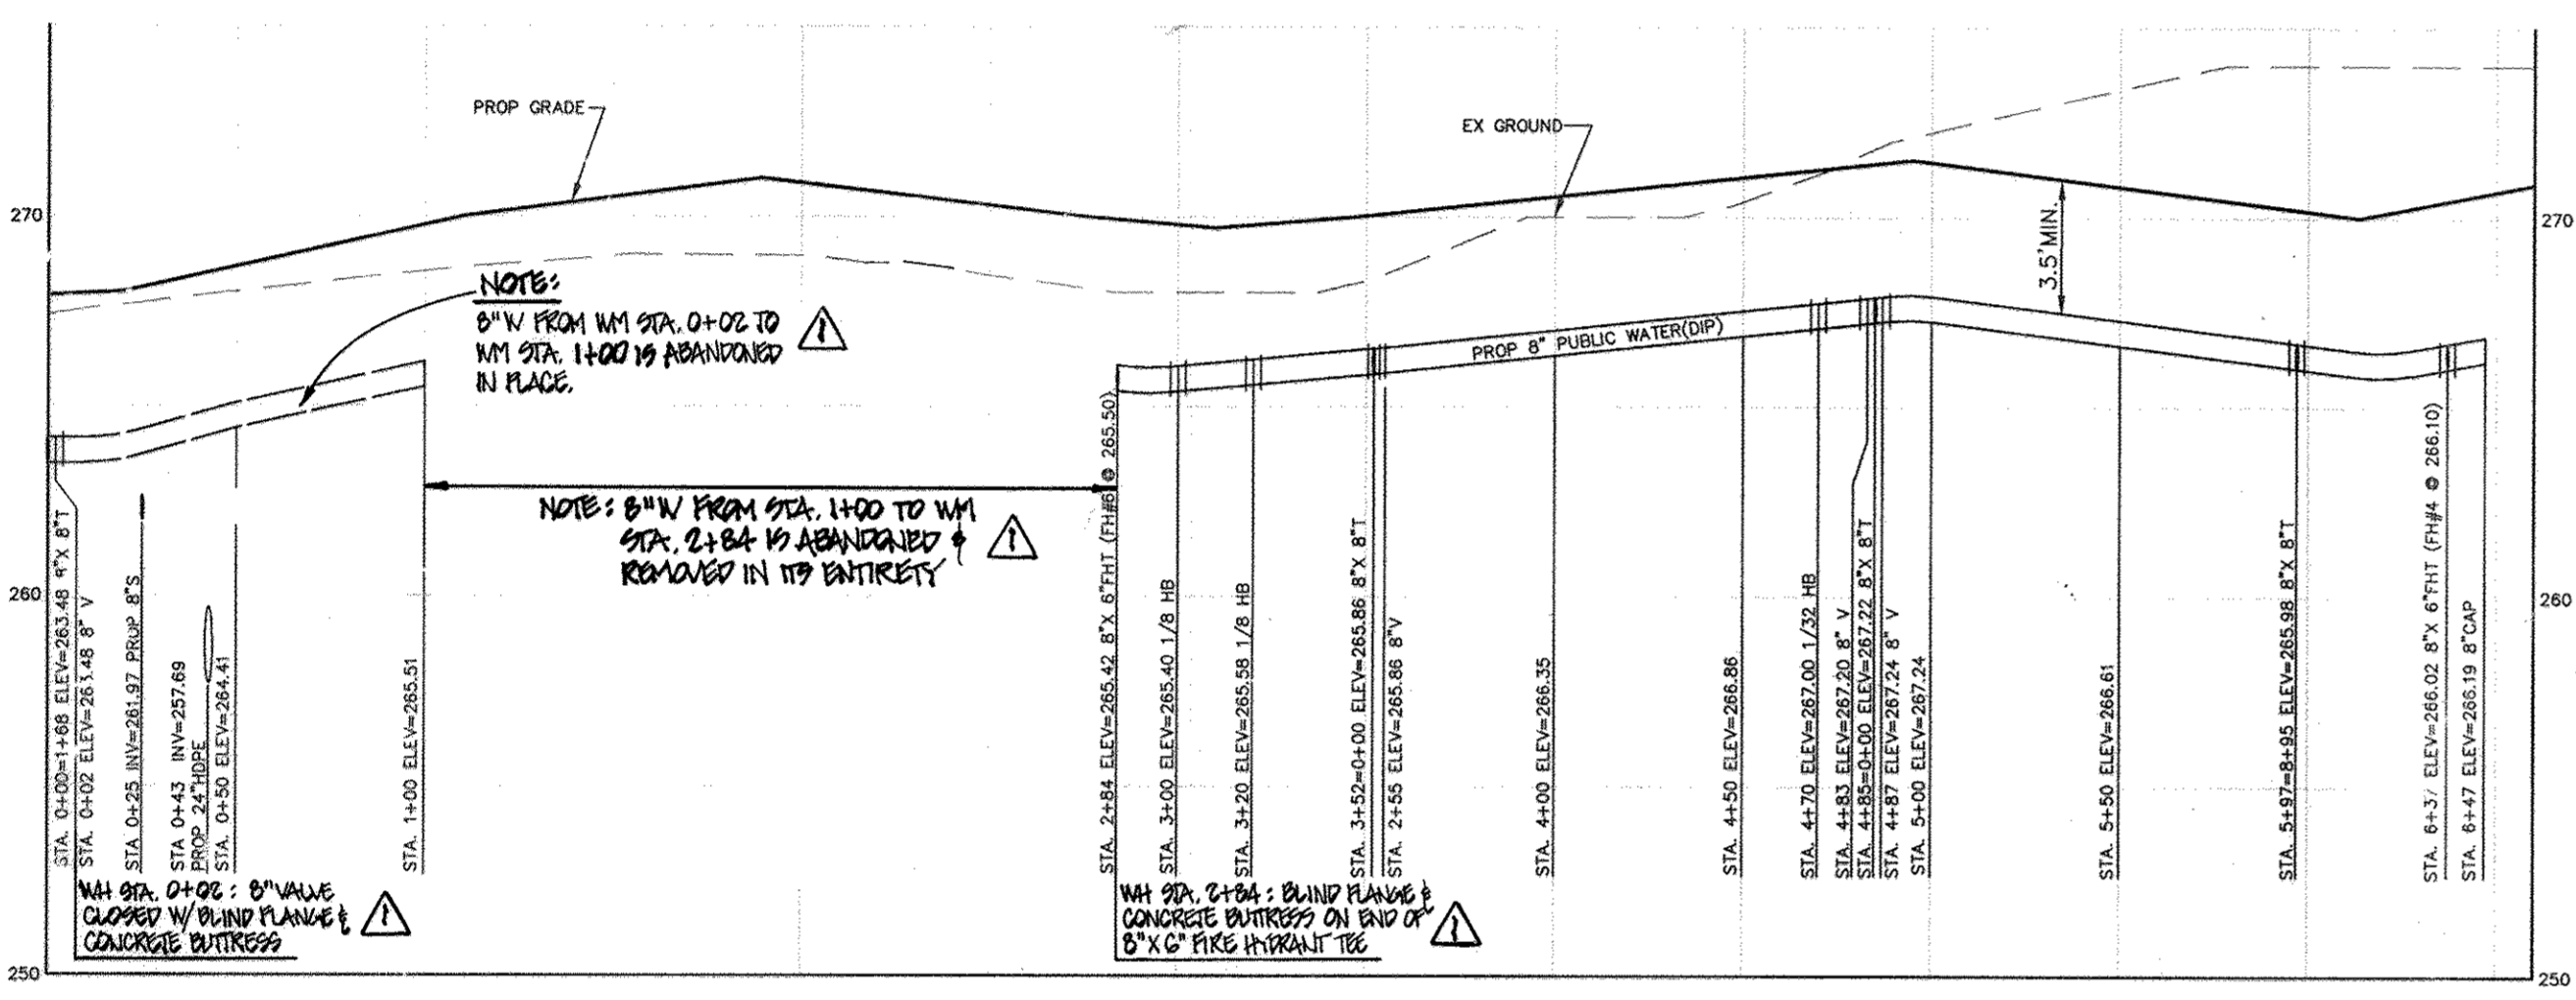 PROP GRADE
EX GROUND
270
270
3.5'MIN.
NOTE:
8"W FROM WM STA. 0+02 TO
WM STA. 1+00 IS ABANDONED
IN PLACE.
1
PROP 8" PUBLIC WATER(DIP)
NOTE: 8"W FROM STA. 1+00 TO WM
STA. 2+84 IS ABANDONED &
REMOVED IN ITS ENTIRETY
1
260
260
STA. 0+00=1+68 ELEV=263.48 8"X 8"T
STA. 0+02 ELEV=263.48 8" V
STA 0+25 INV=261.97 PROP 8"S
STA 0+43 INV=257.69
PROP 24"HDPE
STA. 0+50 ELEV=264.41
STA. 1+00 ELEV=265.51
STA. 2+84 ELEV=265.42 8"X 6"FHT (FH#6 @ 265.50)
STA. 3+00 ELEV=265.40 1/8 HB
STA. 3+20 ELEV=265.58 1/8 HB
STA. 3+52=0+00 ELEV=265.86 8"X 8"T
STA. 2+55 ELEV=265.86 8"V
STA. 4+00 ELEV=266.35
STA. 4+50 ELEV=266.86
STA. 4+70 ELEV=267.00 1/32 HB
STA. 4+83 ELEV=267.20 8" V
STA. 4+85=0+00 ELEV=267.22 8"X 8"T
STA. 4+87 ELEV=267.24 8" V
STA. 5+00 ELEV=267.24
STA. 5+50 ELEV=266.61
STA. 5+97=8+95 ELEV=265.98 8"X 8"T
STA. 6+37 ELEV=266.02 8"X 6"FHT (FH#4 @ 266.10)
STA. 6+47 ELEV=266.19 8"CAP
WH STA. 0+02: 8" VALVE
CLOSED W/ BLIND FLANGE &
CONCRETE BUTTRESS
1
WH STA. 2+84: BLIND FLANGE &
CONCRETE BUTTRESS ON END OF
8"X 6" FIRE HYDRANT TEE
1
250
250